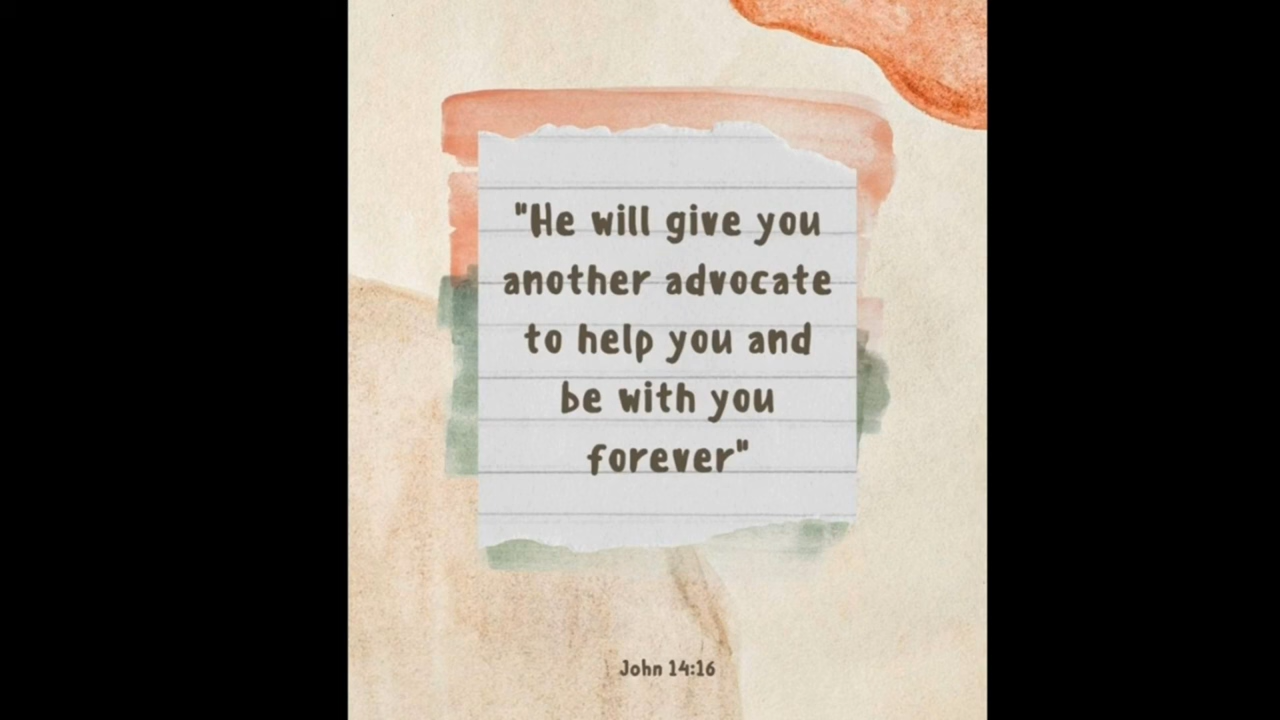 "He will give you
another advocate
to help you and
be with you
forever"
John 14:16